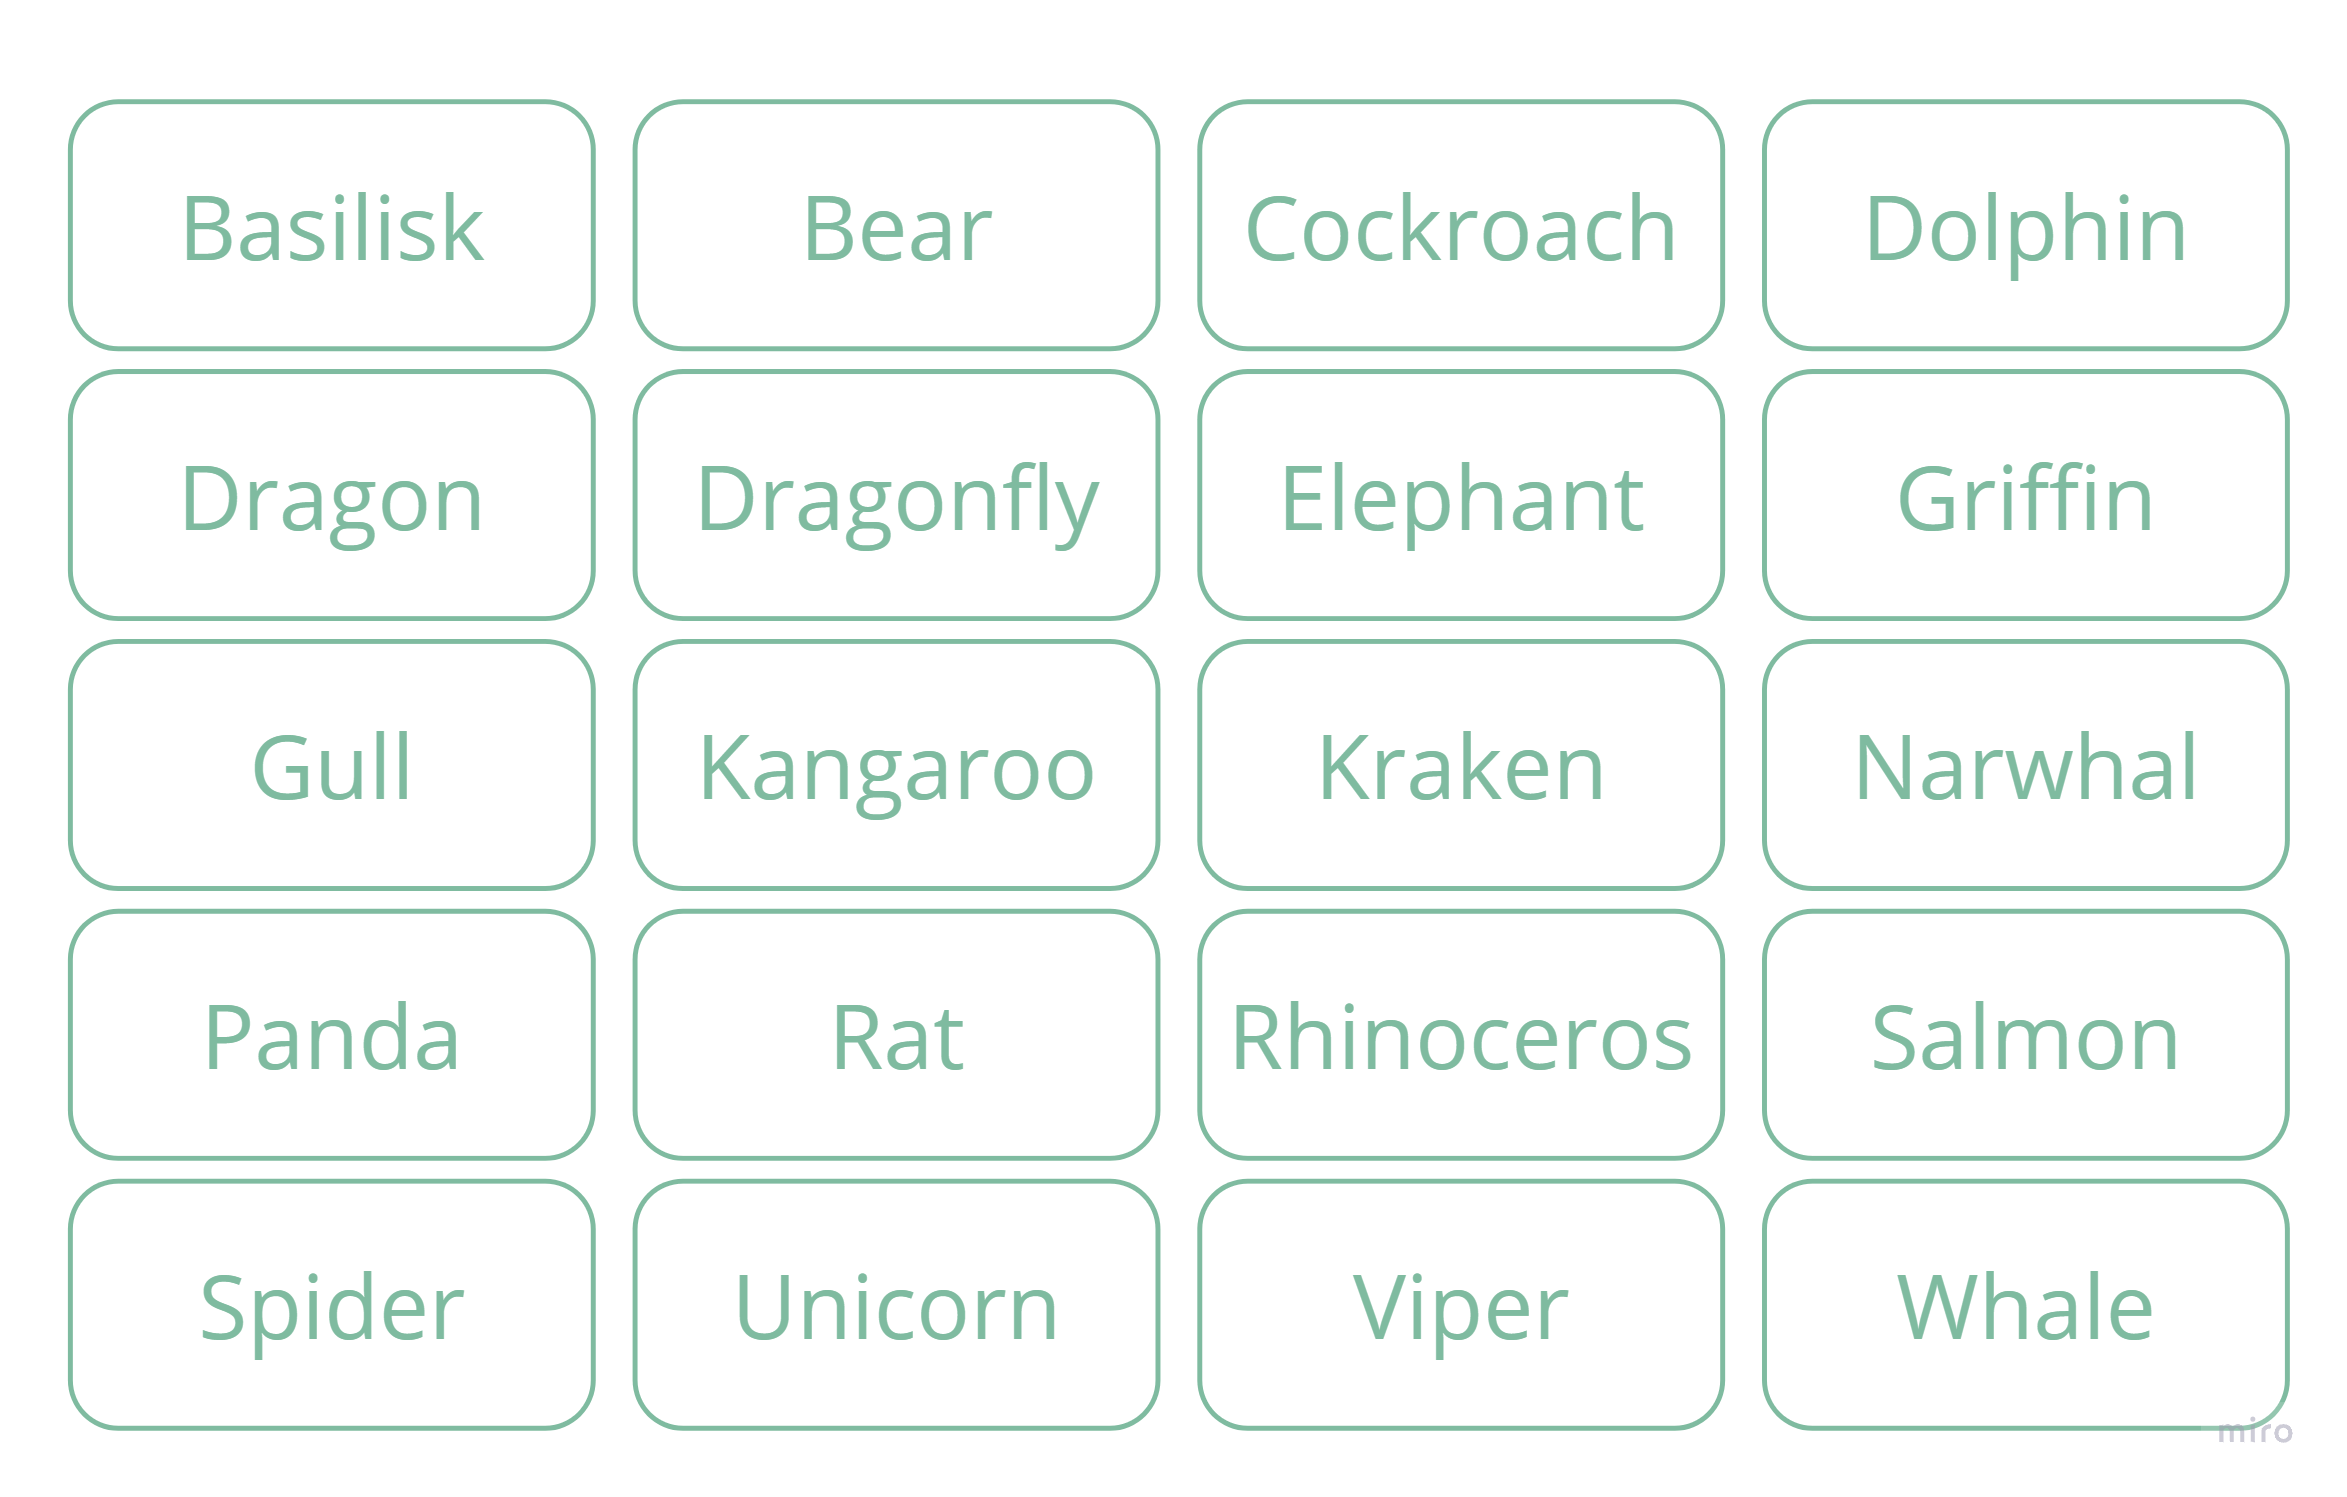 Basilisk
Bear
Cockroach
Dolphin
Dragon
Dragonfly
Elephant
Griffin
Gull
Kangaroo
Kraken
Narwhal
Panda
Rat
Rhinoceros
Salmon
Spider
Unicorn
Viper
Whale
miro